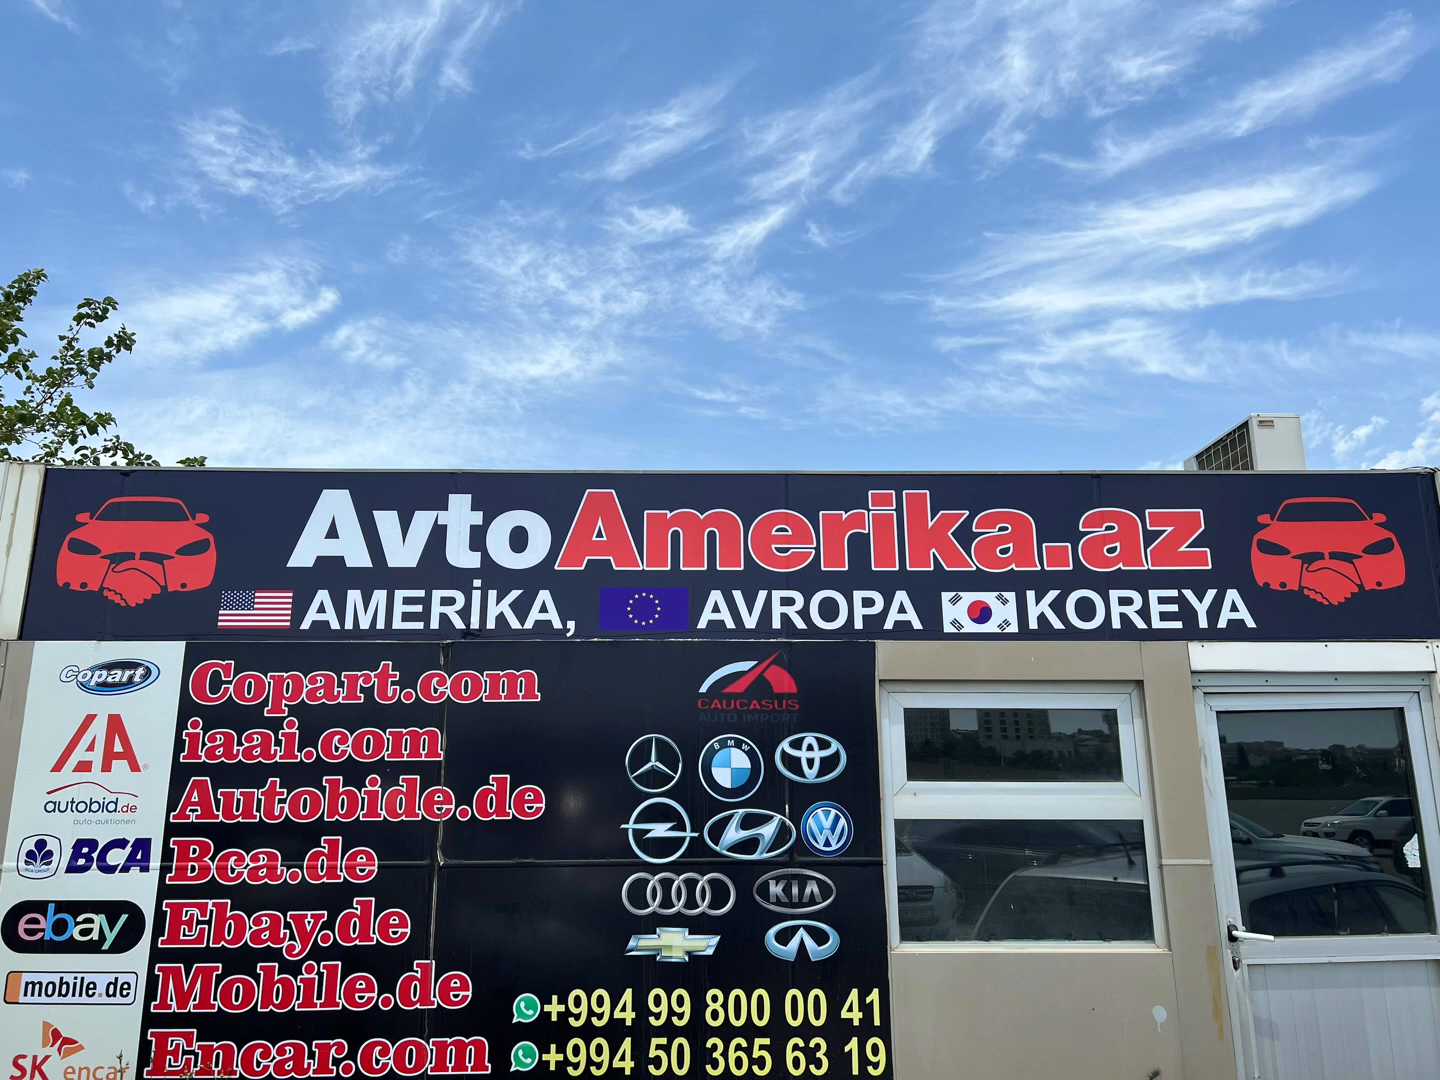 AvtoAmerika.az
AMERİKA, AVROPA KOREYA
Copart Copart.com
IAA® iaai.com
autobid.de Autobide.de
auto-auktionen
BCA BCA GROUP Bca.de
ebay Ebay.de
mobile.de Mobile.de
SK encar Encar.com
CAUCASUS
AUTO IMPORT
BMW
KIA
+994 99 800 00 41
+994 50 365 63 19